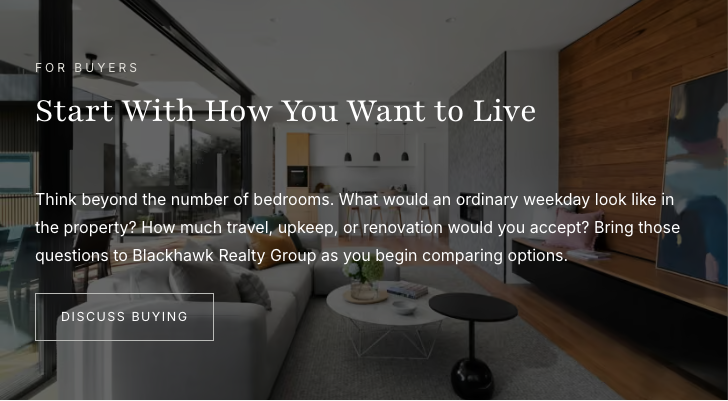 FOR BUYERS
Start With How You Want to Live
Think beyond the number of bedrooms. What would an ordinary weekday look like in
the property? How much travel, upkeep, or renovation would you accept? Bring those
questions to Blackhawk Realty Group as you begin comparing options.
DISCUSS BUYING